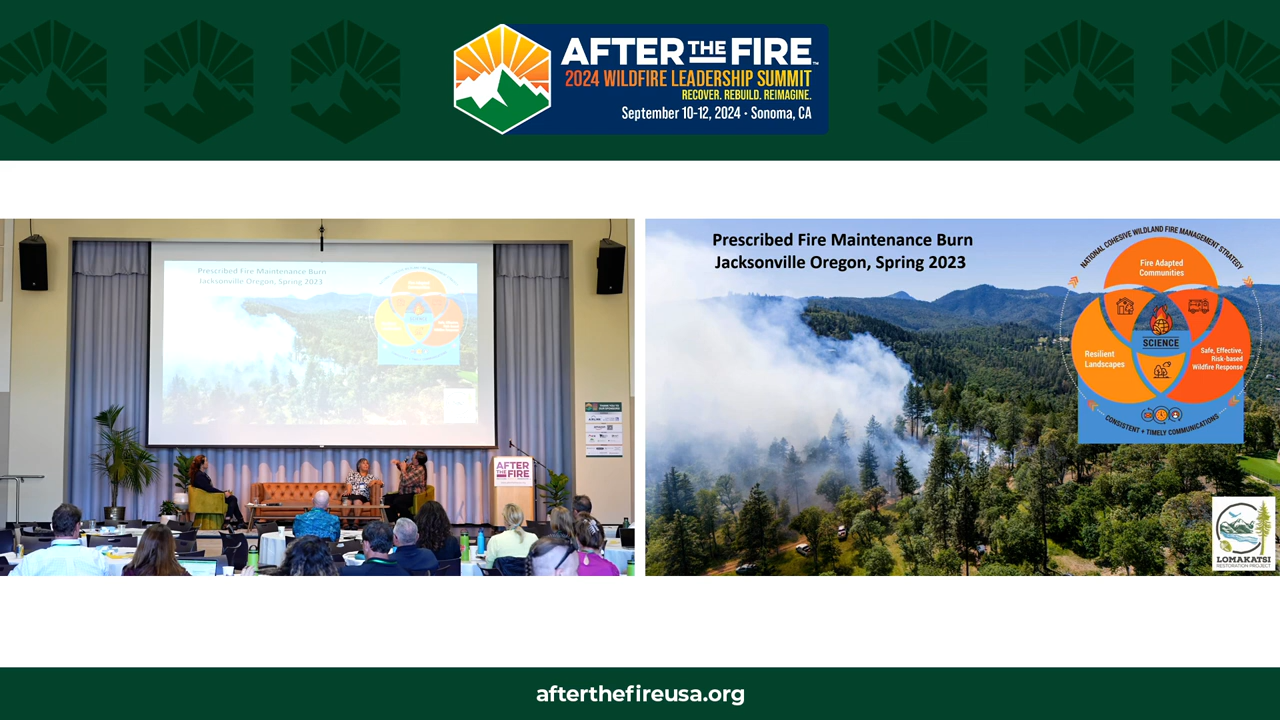 AFTER THE FIRE™
2024 WILDFIRE LEADERSHIP SUMMIT
RECOVER. REBUILD. REIMAGINE.
September 10-12, 2024 · Sonoma, CA
Prescribed Fire Maintenance Burn
Jacksonville Oregon, Spring 2023
AFTER
THE FIRE
Prescribed Fire Maintenance Burn
Jacksonville Oregon, Spring 2023
NATIONAL COHESIVE WILDLAND FIRE MANAGEMENT STRATEGY
Fire Adapted
Communities
SCIENCE
Resilient
Landscapes
Safe, Effective,
Risk-based
Wildfire Response
CONSISTENT + TIMELY COMMUNICATIONS
LOMAKATSI
RESTORATION PROJECT
afterthefireusa.org